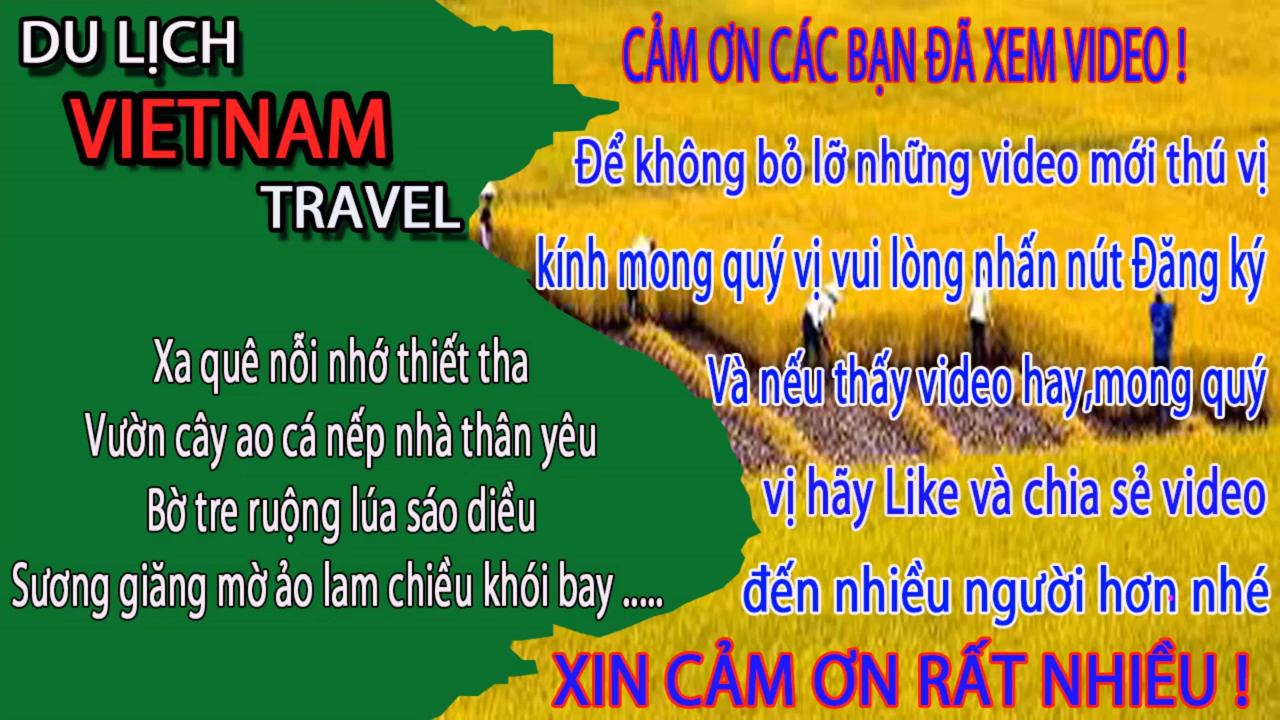 DU LỊCH
VIETNAM
TRAVEL
Xa quê nỗi nhớ thiết tha
Vườn cây ao cá nếp nhà thân yêu
Bờ tre ruộng lúa sáo diều
Sương giăng mờ ảo lam chiều khói bay .....
CẢM ƠN CÁC BẠN ĐÃ XEM VIDEO !
Để không bỏ lỡ những video mới thú vị
kính mong quý vị vui lòng nhấn nút Đăng ký
Và nếu thấy video hay,mong quý
vị hãy Like và chia sẻ video
đến nhiều người hơn nhé
XIN CẢM ƠN RẤT NHIỀU !